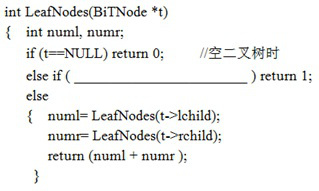 int LeafNodes(BiTNode *t)
{ int numl, numr;
if (t==NULL) return 0; //空二叉树时
else if ( ________________________ ) return 1;
else
{ numl= LeafNodes(t->lchild);
numr= LeafNodes(t->rchild);
return (numl + numr );
}